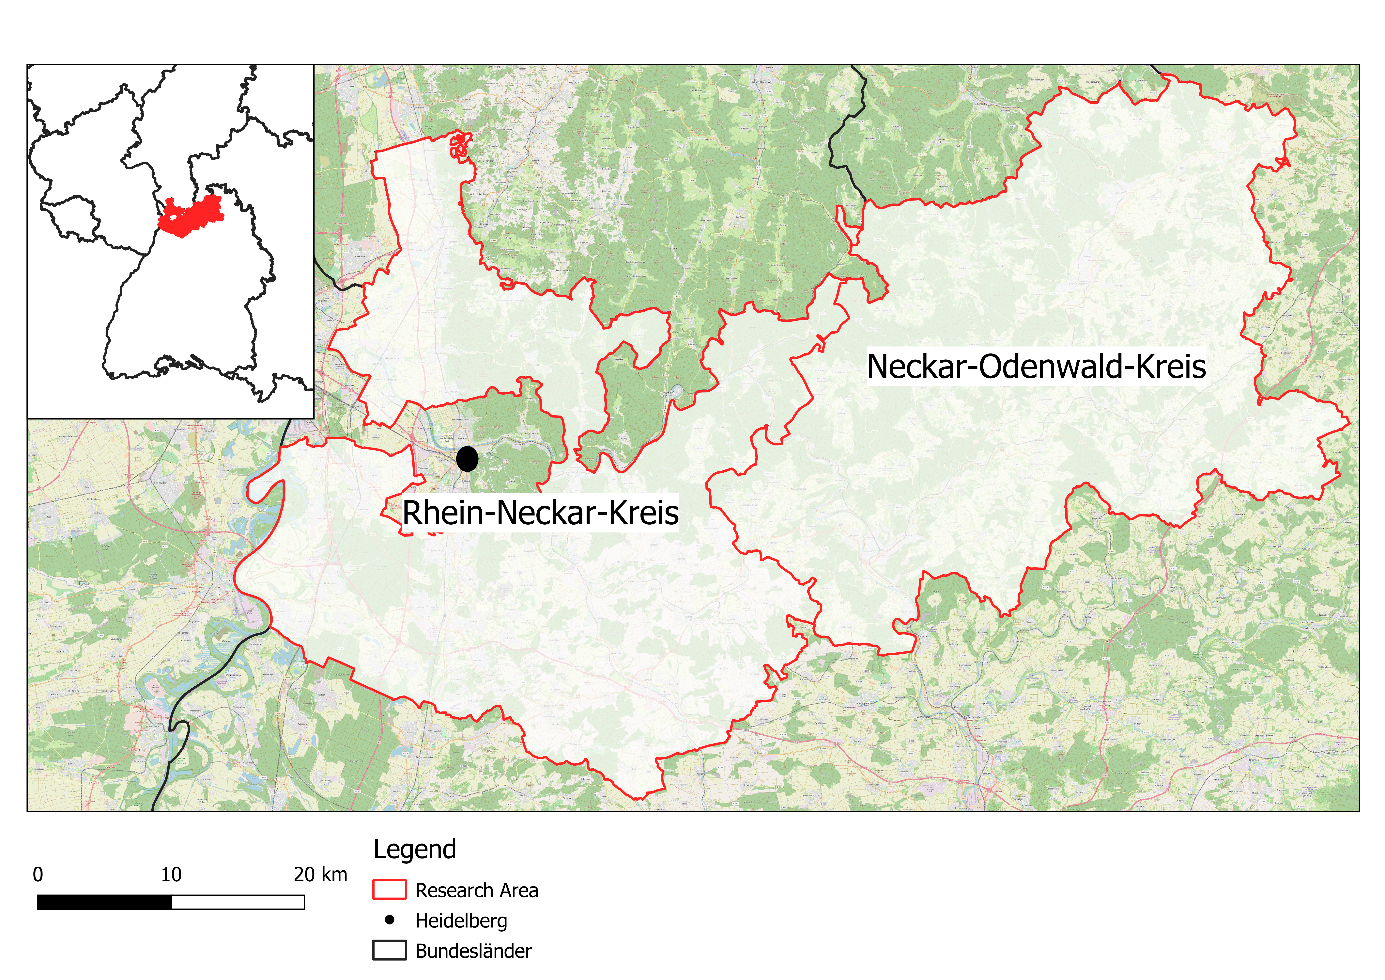 Neckar-Odenwald-Kreis
Rhein-Neckar-Kreis
0 10 20 km
Legend
Research Area
Heidelberg
Bundesländer